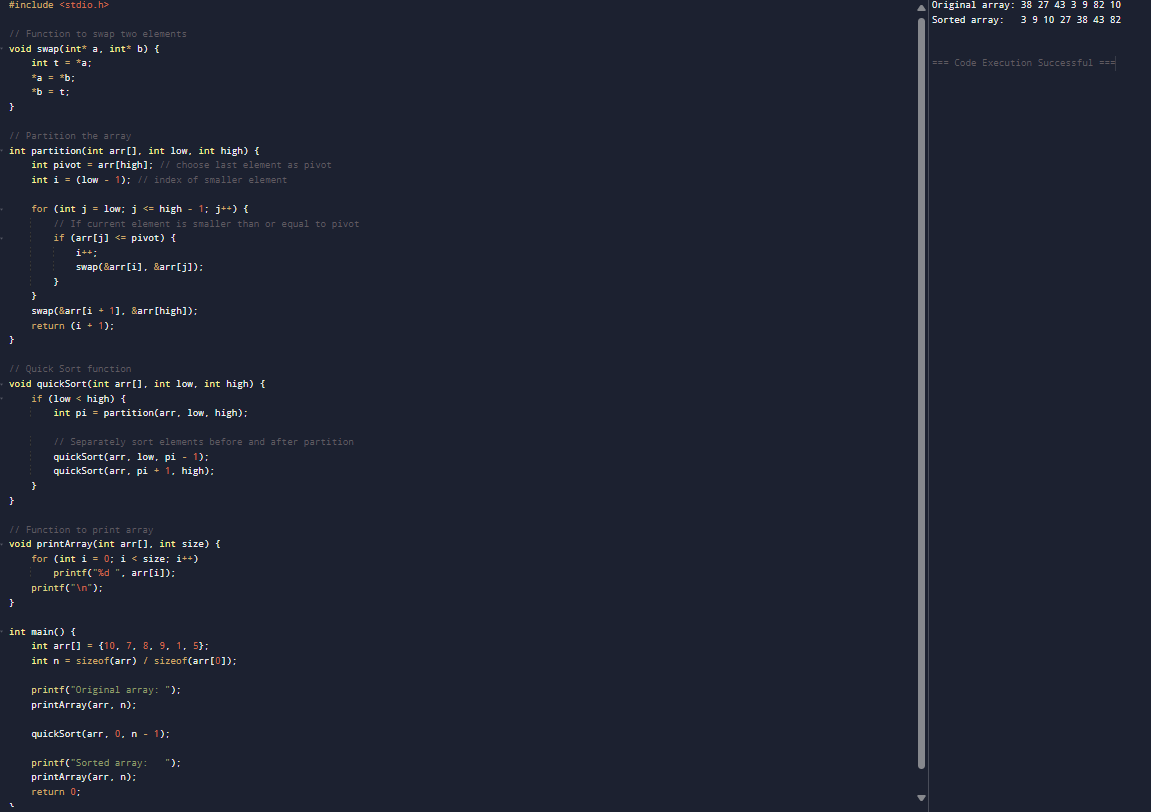 #include <stdio.h>

// Function to swap two elements
void swap(int* a, int* b) {
    int t = *a;
    *a = *b;
    *b = t;
}

// Partition the array
int partition(int arr[], int low, int high) {
    int pivot = arr[high]; // choose last element as pivot
    int i = (low - 1); // index of smaller element

    for (int j = low; j <= high - 1; j++) {
        // If current element is smaller than or equal to pivot
        if (arr[j] <= pivot) {
            i++;
            swap(&arr[i], &arr[j]);
        }
    }
    swap(&arr[i + 1], &arr[high]);
    return (i + 1);
}

// Quick Sort function
void quickSort(int arr[], int low, int high) {
    if (low < high) {
        int pi = partition(arr, low, high);

        // Separately sort elements before and after partition
        quickSort(arr, low, pi - 1);
        quickSort(arr, pi + 1, high);
    }
}

// Function to print array
void printArray(int arr[], int size) {
    for (int i = 0; i < size; i++)
        printf("%d ", arr[i]);
    printf("\n");
}

int main() {
    int arr[] = {10, 7, 8, 9, 1, 5};
    int n = sizeof(arr) / sizeof(arr[0]);

    printf("Original array: ");
    printArray(arr, n);

    quickSort(arr, 0, n - 1);

    printf("Sorted array:   ");
    printArray(arr, n);
    return 0;
}

Original array: 38 27 43 3 9 82 10
Sorted array:   3 9 10 27 38 43 82

=== Code Execution Successful ===